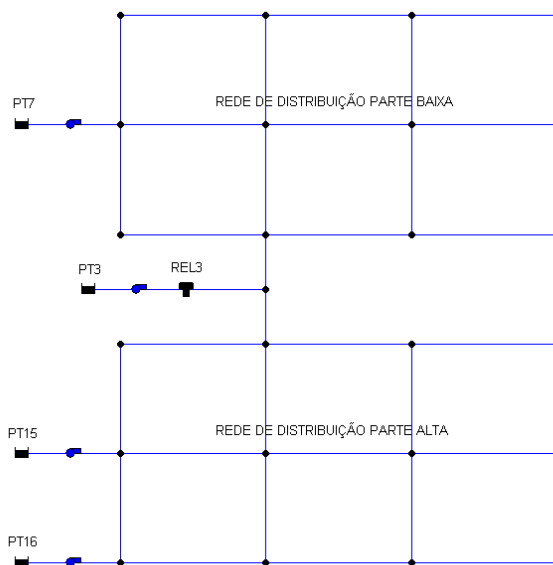 REDE DE DISTRIBUIÇÃO PARTE BAIXA
PT7
PT3
REL3
REDE DE DISTRIBUIÇÃO PARTE ALTA
PT15
PT16